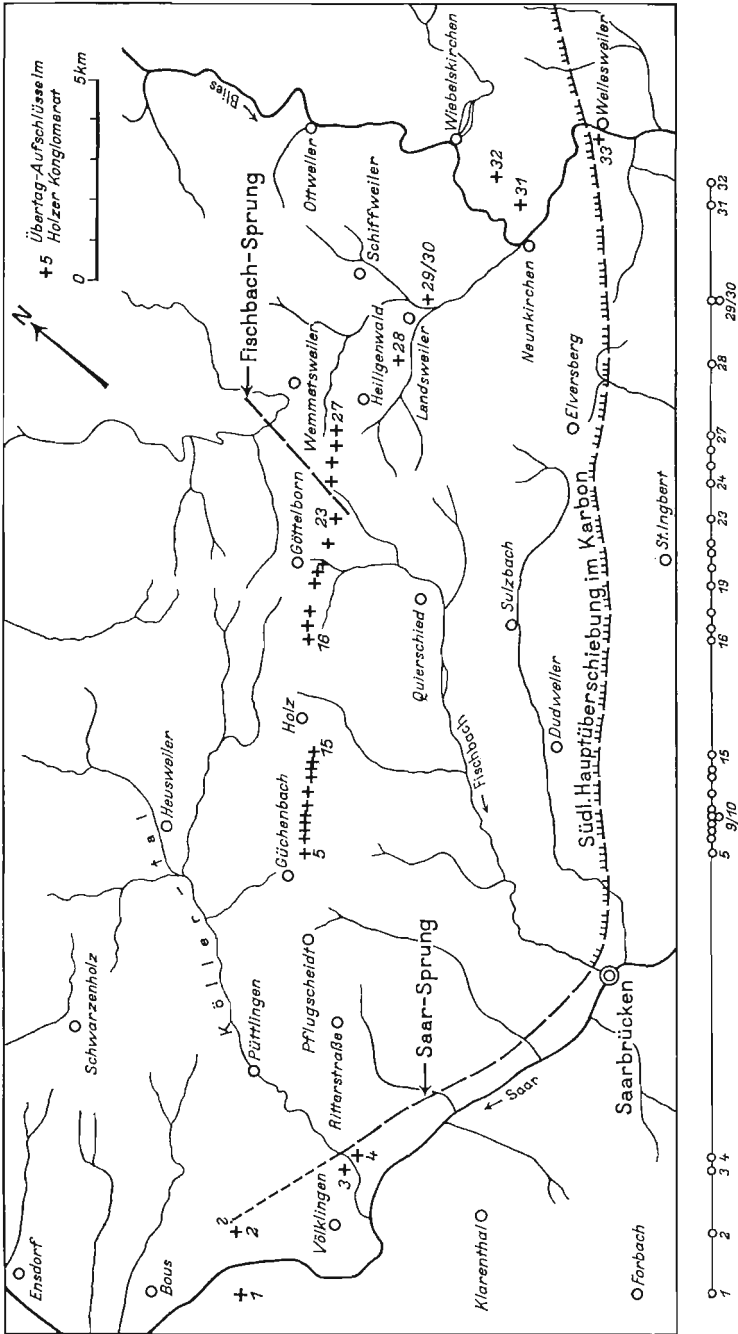 +5 Übertag-Aufschlüsse im
Holzer Konglomerat
0
5km
N
Ensdorf
Bous
Schwarzenholz
Köllertal
Heusweiler
Püttlingen
Völklingen
Ritterstraße
Pflugscheidt
Güchenbach
Holz
Göttelborn
Fischbach-Sprung
Wemmetsweiler
Heiligenwald
Landsweiler
Schiffweiler
Ottweiler
Blies
Wiebelskirchen
Neunkirchen
Wellesweiler
Elversberg
Quierschied
Sulzbach
Dudweiler
Fischbach
Saar-Sprung
Saar
Saarbrücken
Klarenthal
Forbach
St.Ingbert
Südl. Hauptüberschiebung im Karbon
1
2
?
3
4
5
15
16
23
27
28
29/30
31
32
33
1
2
3 4
5
9/10
15
16
19
23
24
27
28
29/30
31
32